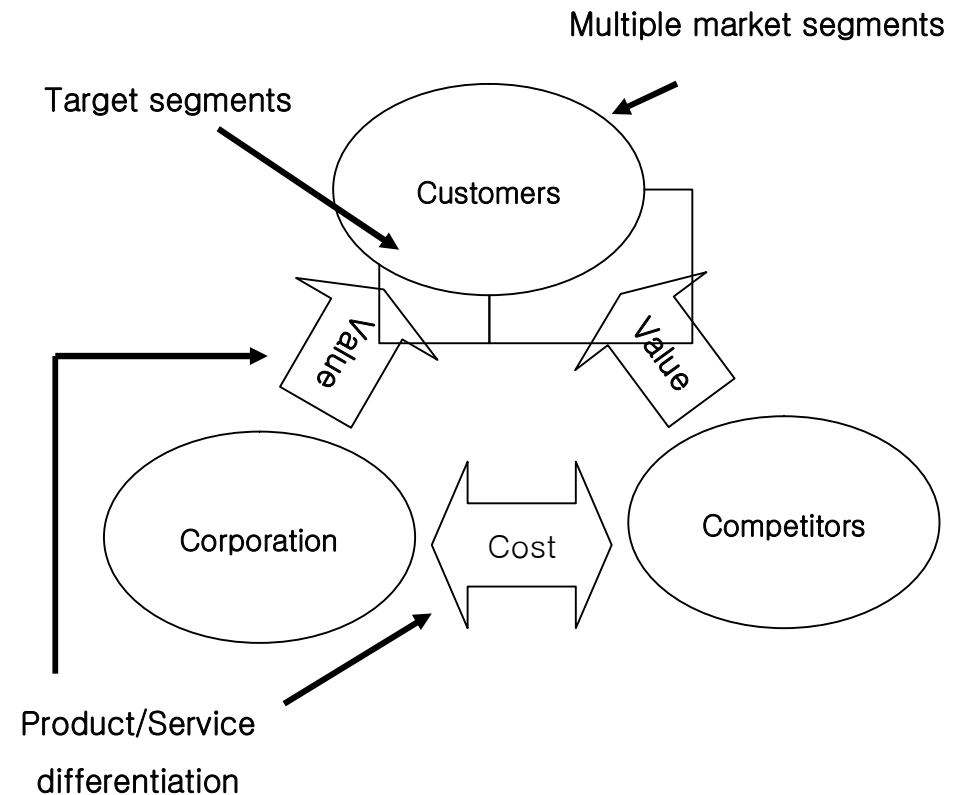 Multiple market segments
Target segments
Customers
Value
Value
Corporation
Cost
Competitors
Product/Service
differentiation